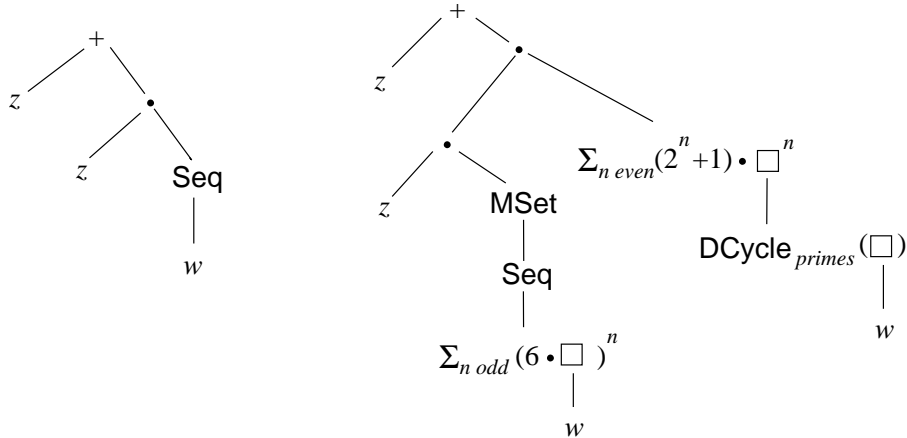 +
z
•
z
Seq
w
+
z
•
•
z
MSet
Seq
Σ_{n odd} (6 • □)^n
w
Σ_{n even} (2^n +1) • □^n
DCycle_{primes} (□)
w